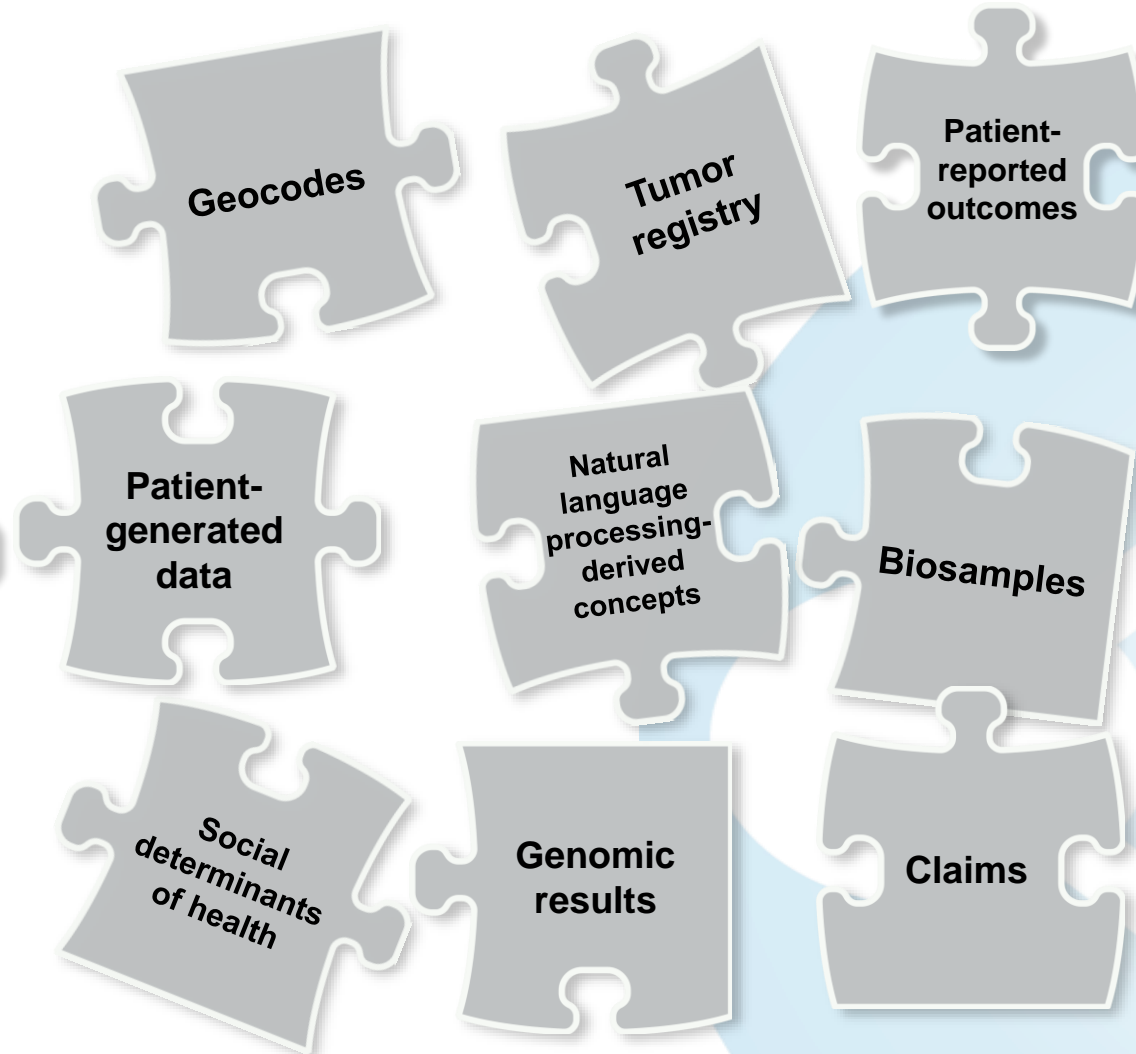 Geocodes
Tumor
registry
Patient-
reported
outcomes
Patient-
generated
data
Natural
language
processing-
derived
concepts
Biosamples
Social
determinants
of health
Genomic
results
Claims